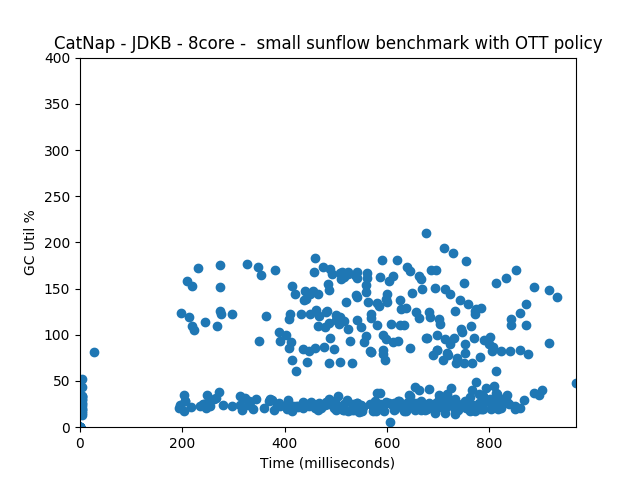 CatNap - JDKB - 8core -  small sunflow benchmark with OTT policy
400
350
300
250
200
150
100
50
0
GC Util %
0 200 400 600 800
Time (milliseconds)